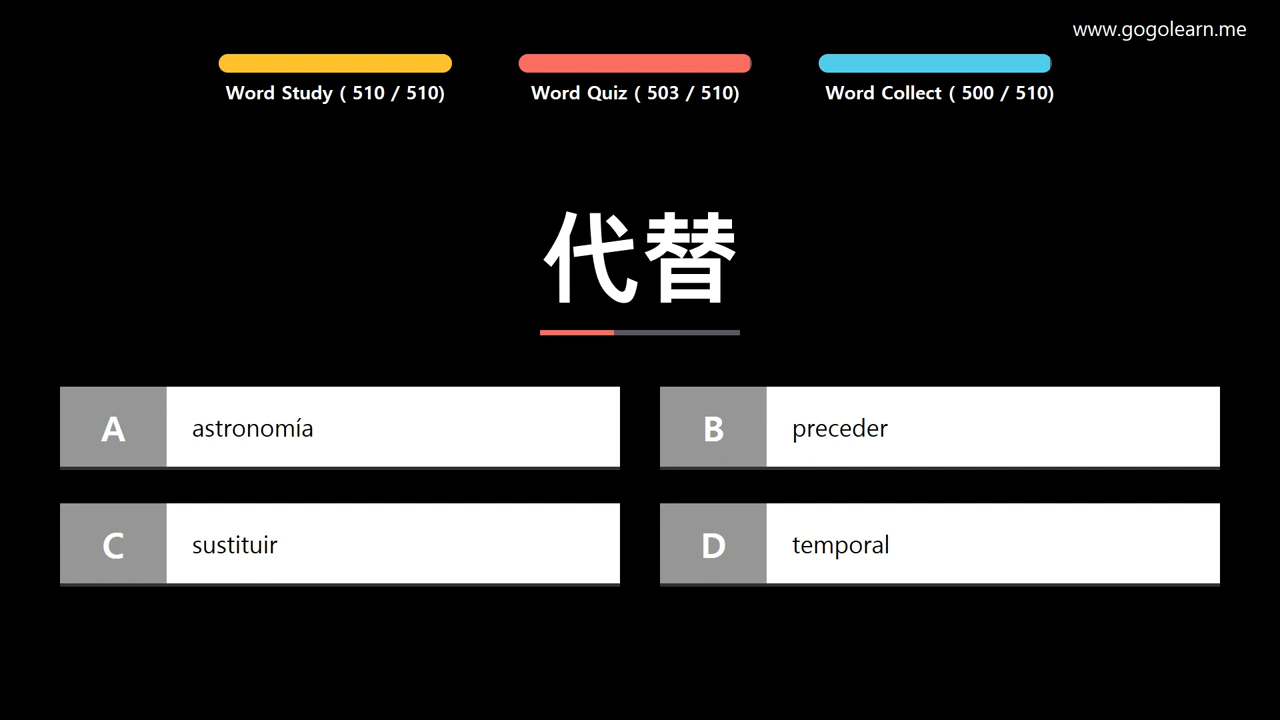 www.gogolearn.me
Word Study ( 510 / 510)
Word Quiz ( 503 / 510)
Word Collect ( 500 / 510)
代替
A astronomía
B preceder
C sustituir
D temporal